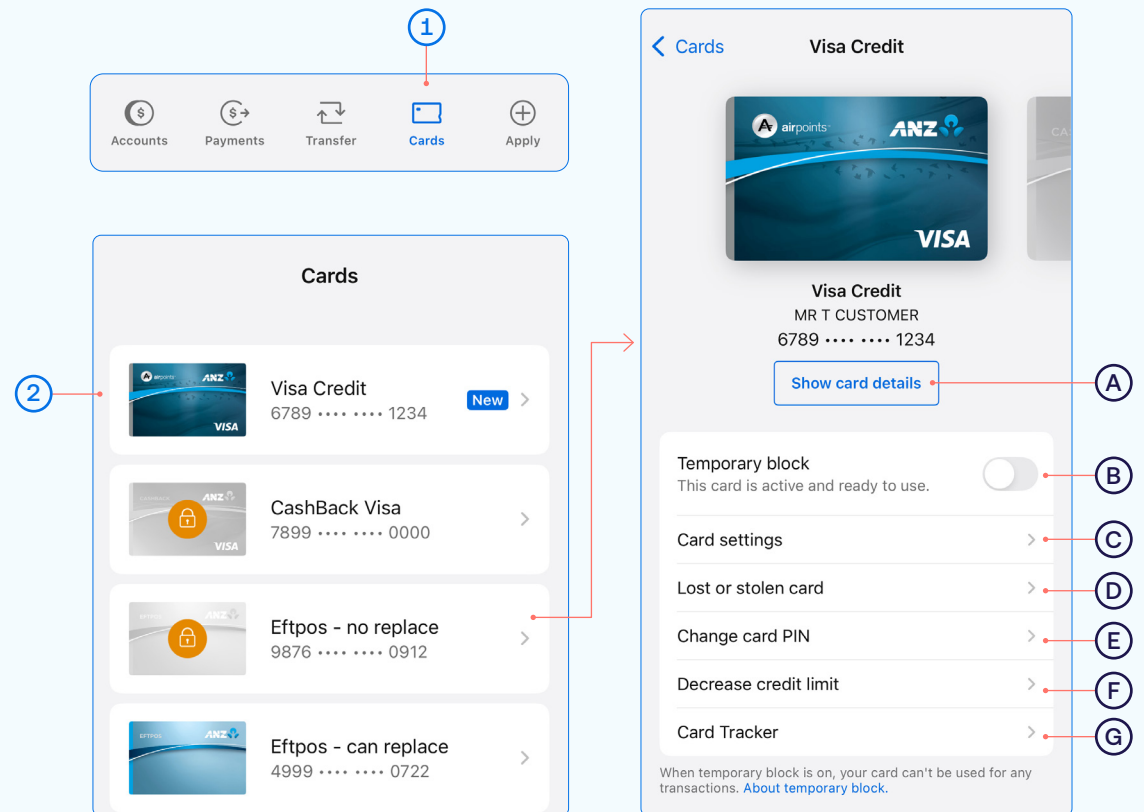 1
Accounts
Payments
Transfer
Cards
Apply
Cards
2
airpoints
ANZ
VISA
Visa Credit
6789 •••• •••• 1234
New
CASHBACK
ANZ
VISA
CashBack Visa
7899 •••• •••• 0000
EFTPOS
ANZ
Eftpos - no replace
9876 •••• •••• 0912
EFTPOS
ANZ
Eftpos - can replace
4999 •••• •••• 0722
Cards
Visa Credit
airpoints
ANZ
VISA
CA
Visa Credit
MR T CUSTOMER
6789 •••• •••• 1234
Show card details
A
Temporary block
This card is active and ready to use.
B
Card settings
C
Lost or stolen card
D
Change card PIN
E
Decrease credit limit
F
Card Tracker
G
When temporary block is on, your card can't be used for any
transactions. About temporary block.